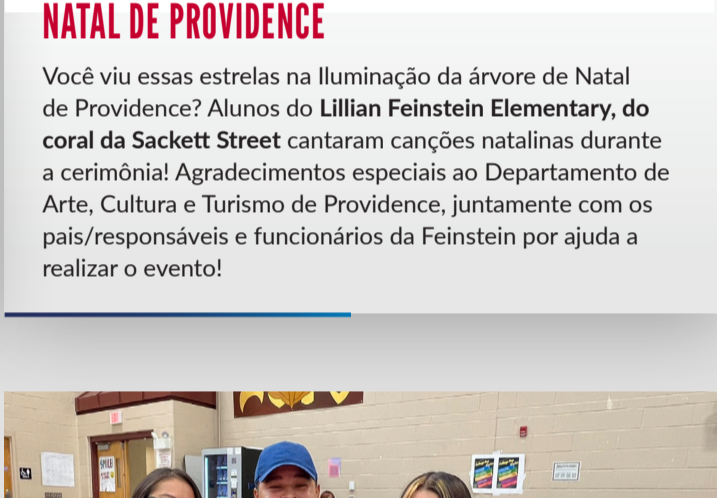 NATAL DE PROVIDENCE
Você viu essas estrelas na Iluminação da árvore de Natal
de Providence? Alunos do Lillian Feinstein Elementary, do
coral da Sackett Street cantaram canções natalinas durante
a cerimônia! Agradecimentos especiais ao Departamento de
Arte, Cultura e Turismo de Providence, juntamente com os
pais/responsáveis e funcionários da Feinstein por ajuda a
realizar o evento!
EXIT
SMILE